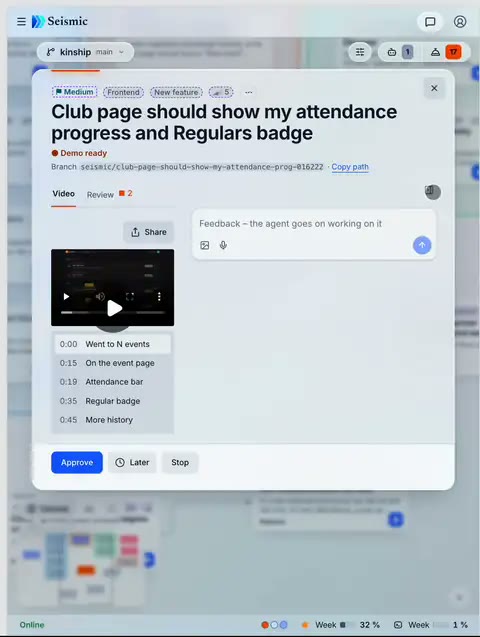 Seismic
kinship main
1
17
Medium
Frontend
New feature
5
Club page should show my attendance
progress and Regulars badge
Demo ready
Branch seismic/club-page-should-show-my-attendance-prog-016222 · Copy path
Video
Review
2
Share
Feedback – the agent goes on working on it
0:00 Went to N events
0:15 On the event page
0:19 Attendance bar
0:35 Regular badge
0:45 More history
Approve
Later
Stop
Online
Week
32 %
Week
1 %